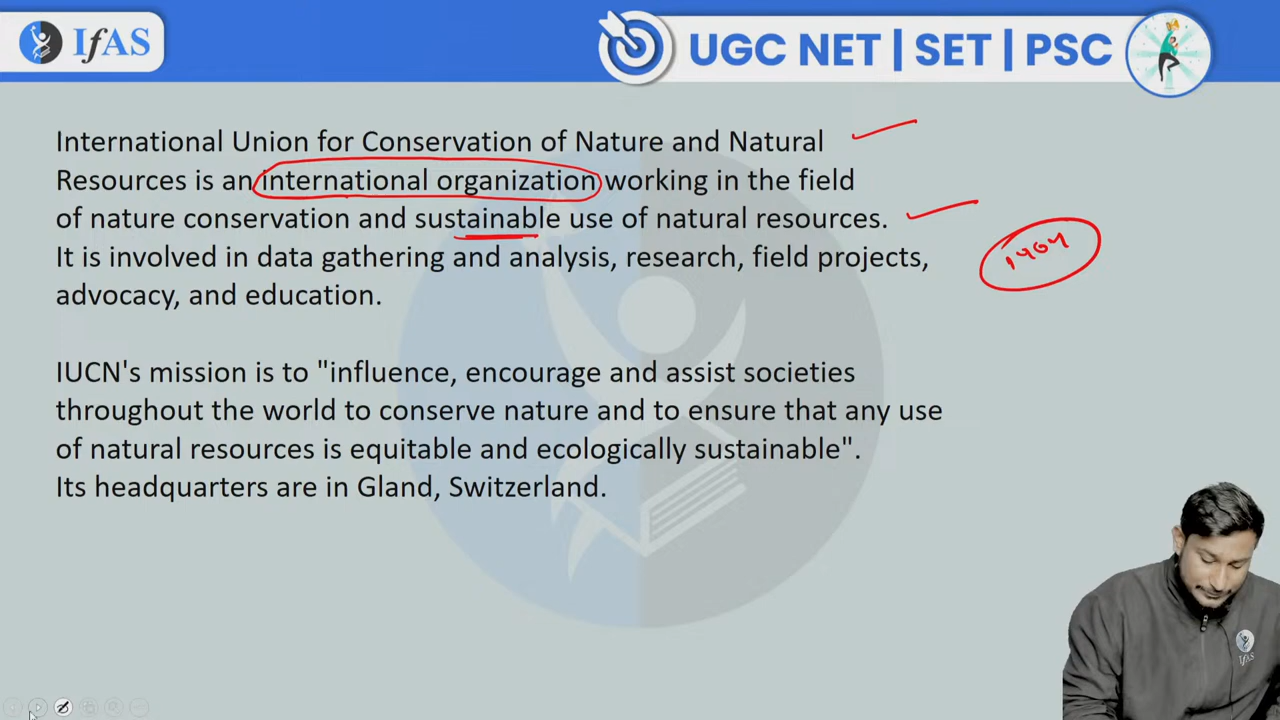 IfAS
UGC NET | SET | PSC
International Union for Conservation of Nature and Natural
Resources is an international organization working in the field
of nature conservation and sustainable use of natural resources.
It is involved in data gathering and analysis, research, field projects,
advocacy, and education.
IUCN's mission is to "influence, encourage and assist societies
throughout the world to conserve nature and to ensure that any use
of natural resources is equitable and ecologically sustainable".
Its headquarters are in Gland, Switzerland.
IfAS